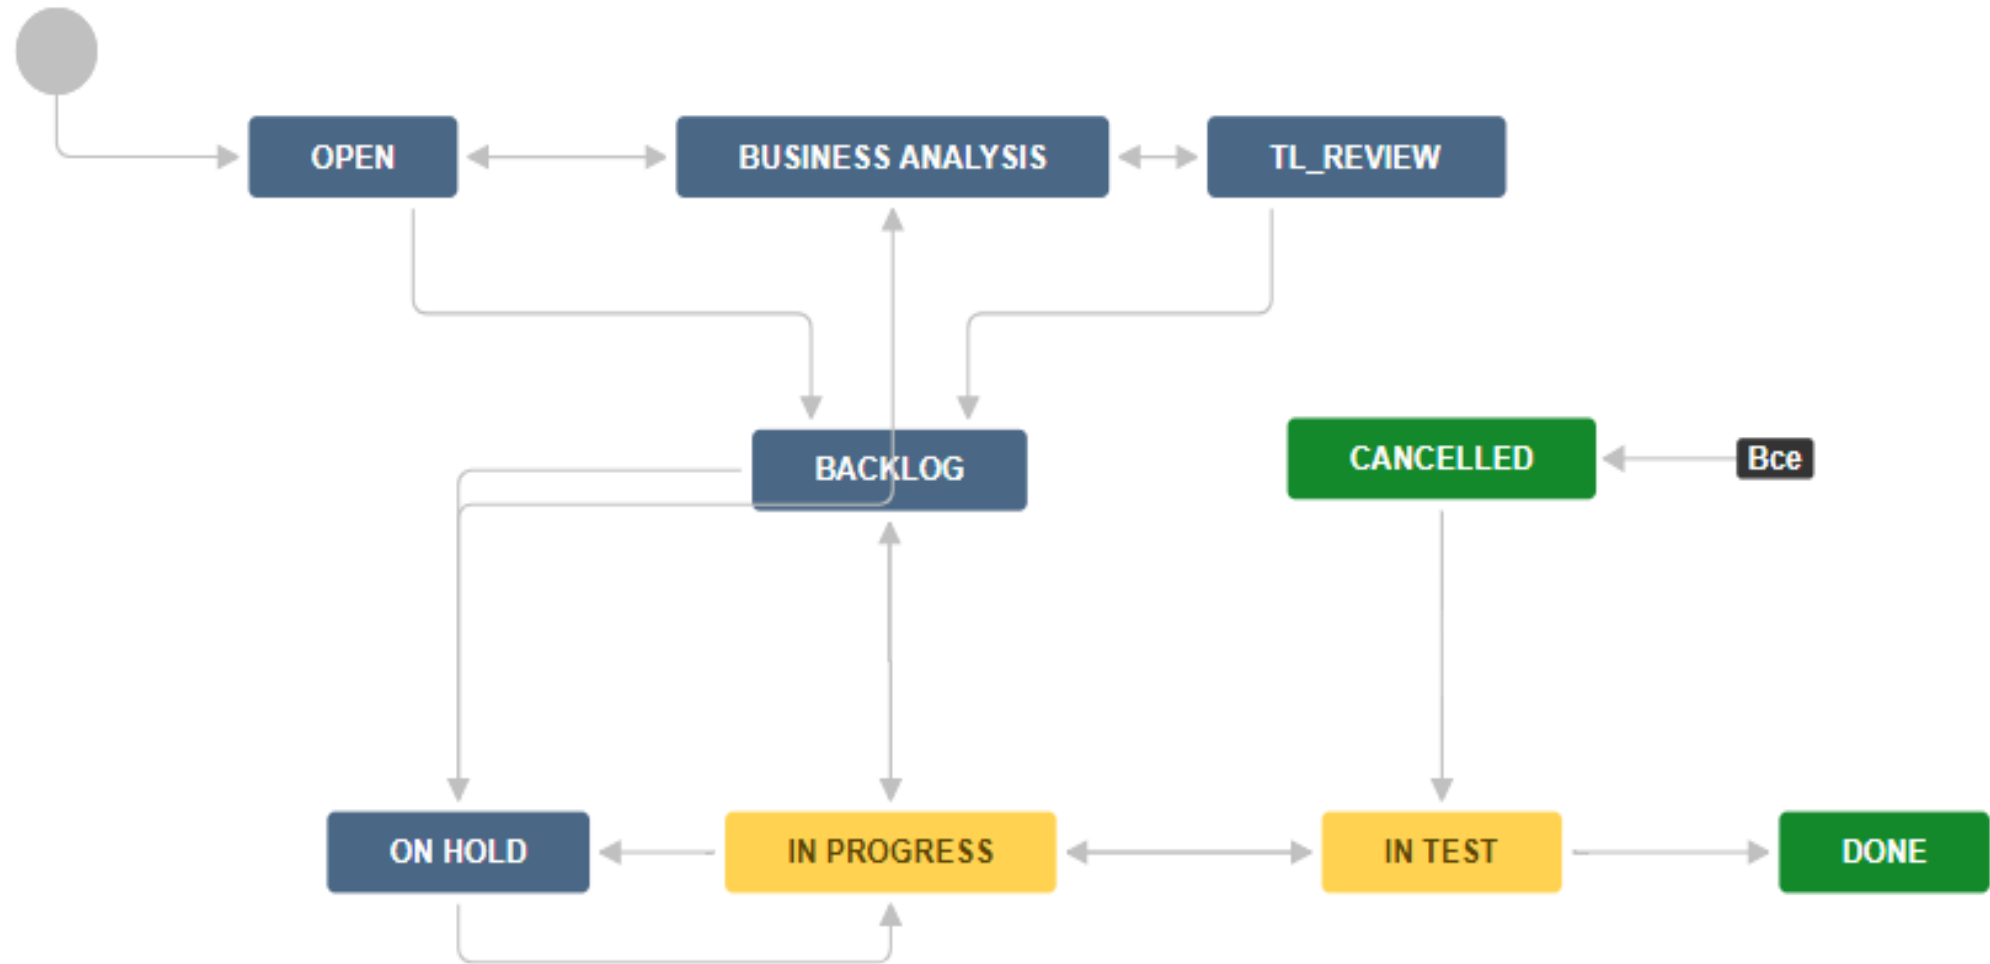 OPEN
BUSINESS ANALYSIS
TL_REVIEW
BACKLOG
CANCELLED
Все
ON HOLD
IN PROGRESS
IN TEST
DONE